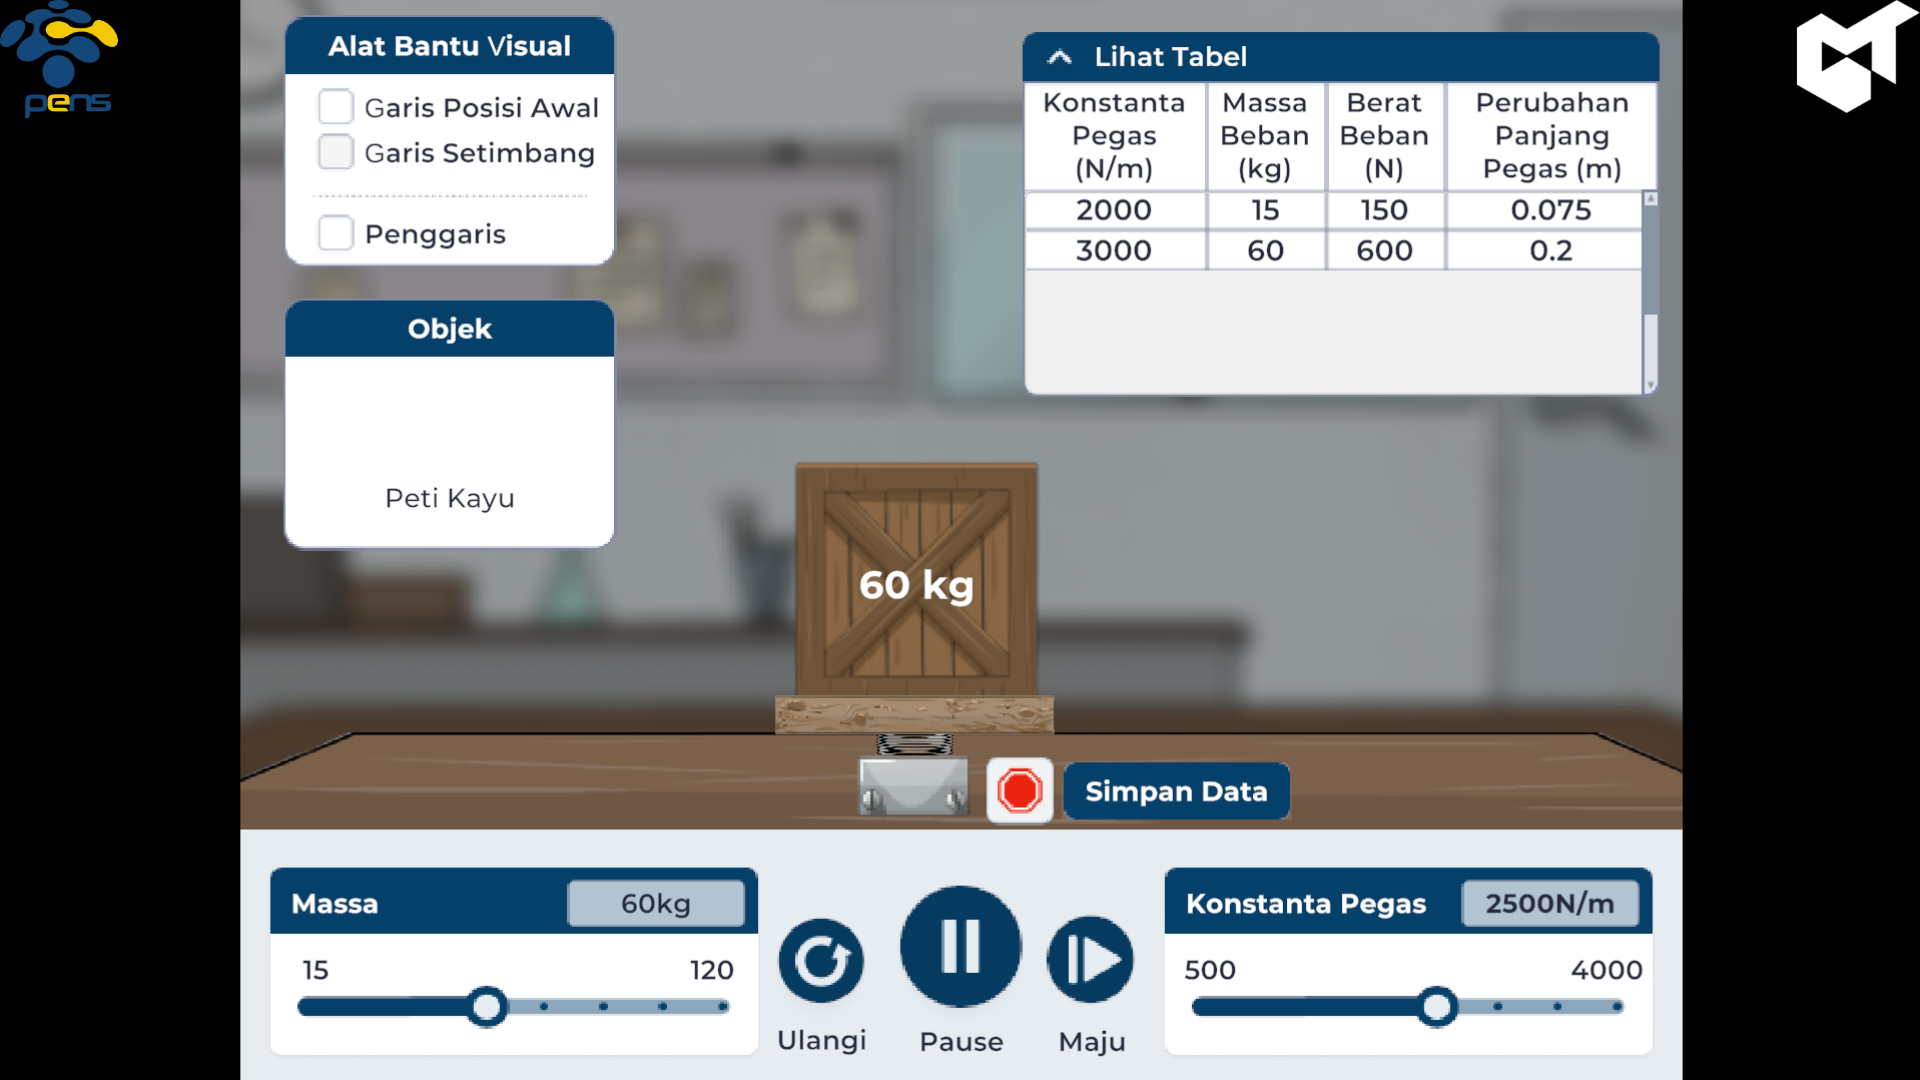 pens
Alat Bantu Visual
Garis Posisi Awal
Garis Setimbang
Penggaris
Objek
Peti Kayu
Lihat Tabel
Konstanta Pegas (N/m) Massa Beban (kg) Berat Beban (N) Perubahan Panjang Pegas (m)
2000 15 150 0.075
3000 60 600 0.2
60 kg
Simpan Data
Massa 60kg
15 120
Ulangi
Pause
Maju
Konstanta Pegas 2500N/m
500 4000